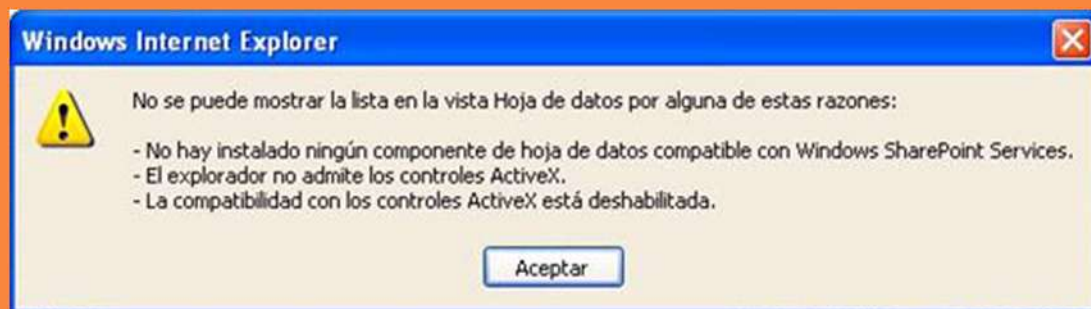 Windows Internet Explorer
No se puede mostrar la lista en la vista Hoja de datos por alguna de estas razones:
- No hay instalado ningún componente de hoja de datos compatible con Windows SharePoint Services.
- El explorador no admite los controles ActiveX.
- La compatibilidad con los controles ActiveX está deshabilitada.
Aceptar